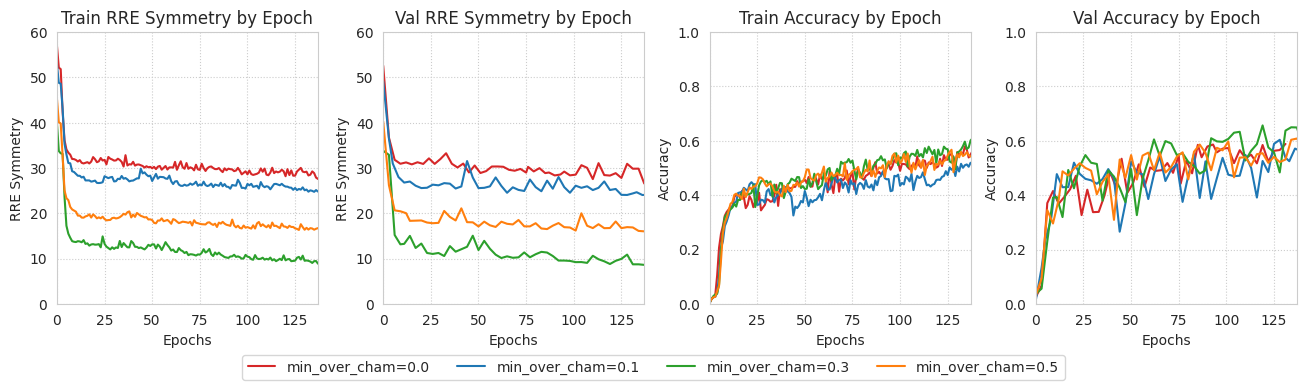 Train RRE Symmetry by Epoch
RRE Symmetry
60
50
40
30
20
10
0
0 25 50 75 100 125
Epochs
Val RRE Symmetry by Epoch
RRE Symmetry
60
50
40
30
20
10
0
0 25 50 75 100 125
Epochs
Train Accuracy by Epoch
Accuracy
1.0
0.8
0.6
0.4
0.2
0.0
0 25 50 75 100 125
Epochs
Val Accuracy by Epoch
Accuracy
1.0
0.8
0.6
0.4
0.2
0.0
0 25 50 75 100 125
Epochs
min_over_cham=0.0 min_over_cham=0.1 min_over_cham=0.3 min_over_cham=0.5